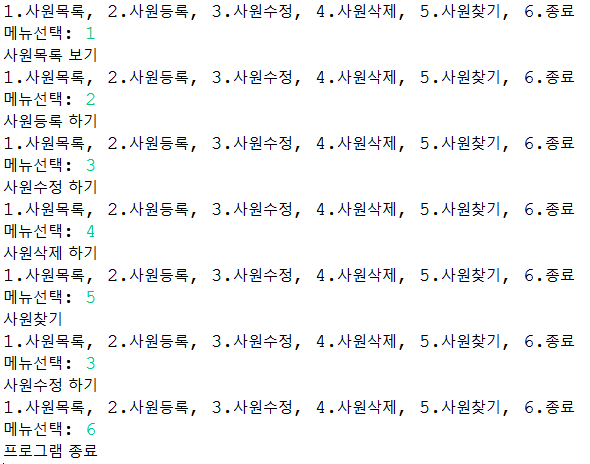 1.사원목록, 2.사원등록, 3.사원수정, 4.사원삭제, 5.사원찾기, 6.종료
메뉴선택: 1
사원목록 보기
1.사원목록, 2.사원등록, 3.사원수정, 4.사원삭제, 5.사원찾기, 6.종료
메뉴선택: 2
사원등록 하기
1.사원목록, 2.사원등록, 3.사원수정, 4.사원삭제, 5.사원찾기, 6.종료
메뉴선택: 3
사원수정 하기
1.사원목록, 2.사원등록, 3.사원수정, 4.사원삭제, 5.사원찾기, 6.종료
메뉴선택: 4
사원삭제 하기
1.사원목록, 2.사원등록, 3.사원수정, 4.사원삭제, 5.사원찾기, 6.종료
메뉴선택: 5
사원찾기
1.사원목록, 2.사원등록, 3.사원수정, 4.사원삭제, 5.사원찾기, 6.종료
메뉴선택: 3
사원수정 하기
1.사원목록, 2.사원등록, 3.사원수정, 4.사원삭제, 5.사원찾기, 6.종료
메뉴선택: 6
프로그램 종료